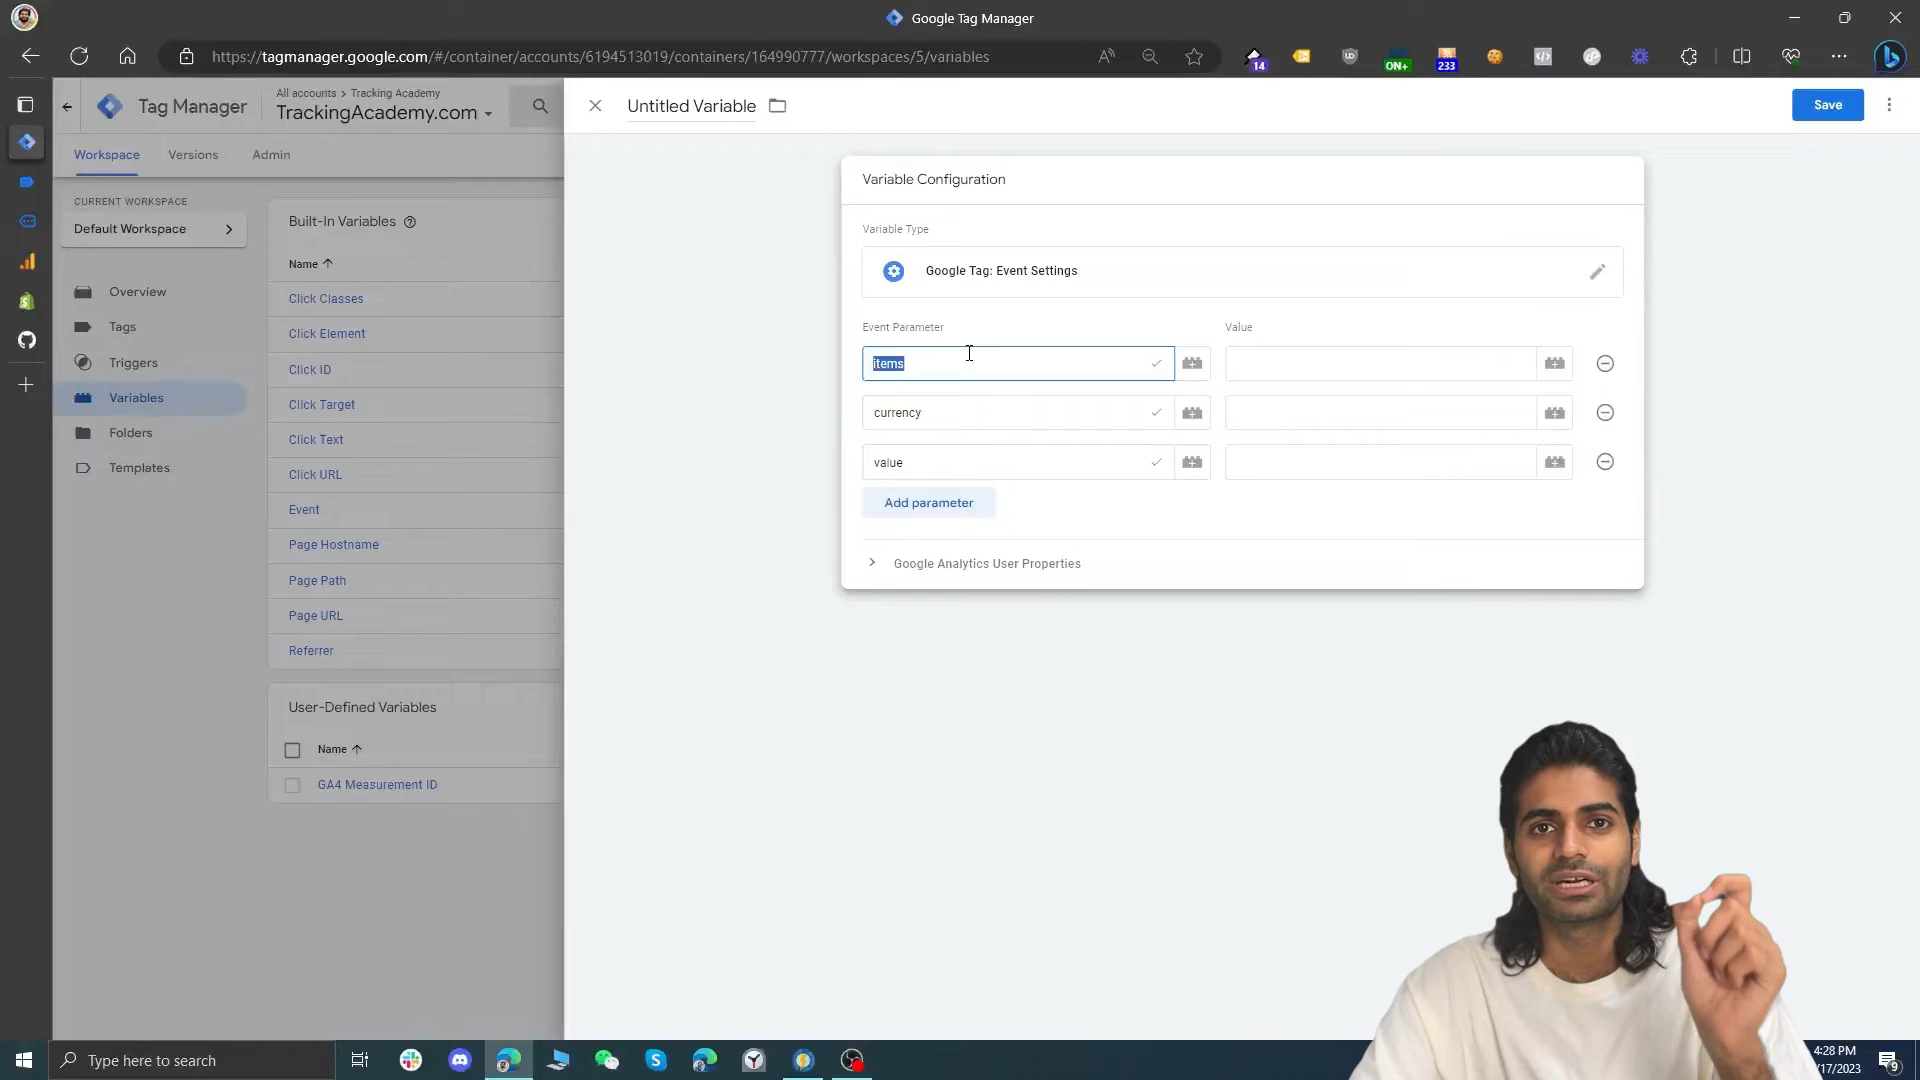 Google Tag Manager
https://tagmanager.google.com/#/container/accounts/6194513019/containers/164990777/workspaces/5/variables
14
UD
ON+
233
Tag Manager
All accounts > Tracking Academy
TrackingAcademy.com
Untitled Variable
Save
Workspace
Versions
Admin
CURRENT WORKSPACE
Default Workspace
Overview
Tags
Triggers
Variables
Folders
Templates
Built-In Variables
Name
Click Classes
Click Element
Click ID
Click Target
Click Text
Click URL
Event
Page Hostname
Page Path
Page URL
Referrer
User-Defined Variables
Name
GA4 Measurement ID
Variable Configuration
Variable Type
Google Tag: Event Settings
Event Parameter
Value
items
currency
value
Add parameter
Google Analytics User Properties
Type here to search
4:28 PM
/17/2023
9